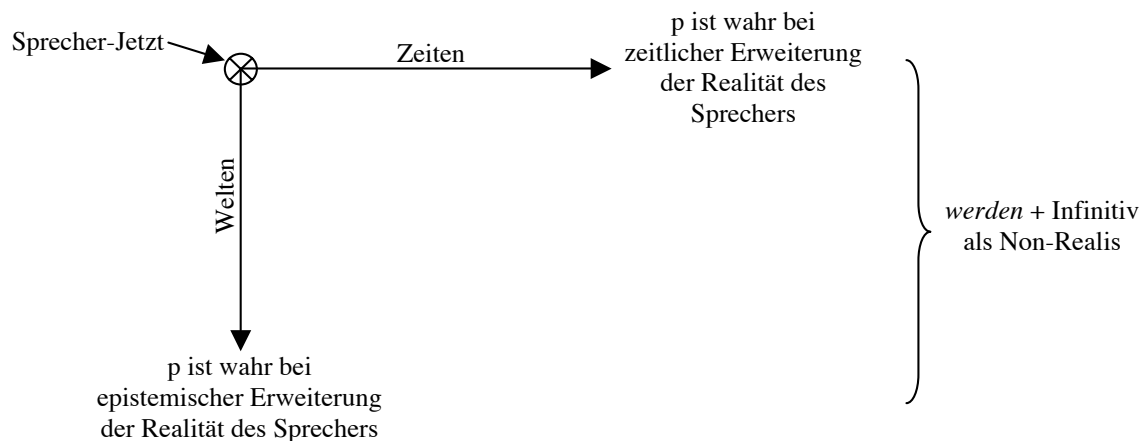 Sprecher-Jetzt
Zeiten
p ist wahr bei
zeitlicher Erweiterung
der Realität des
Sprechers
Welten
werden + Infinitiv
als Non-Realis
p ist wahr bei
epistemischer Erweiterung
der Realität des Sprechers